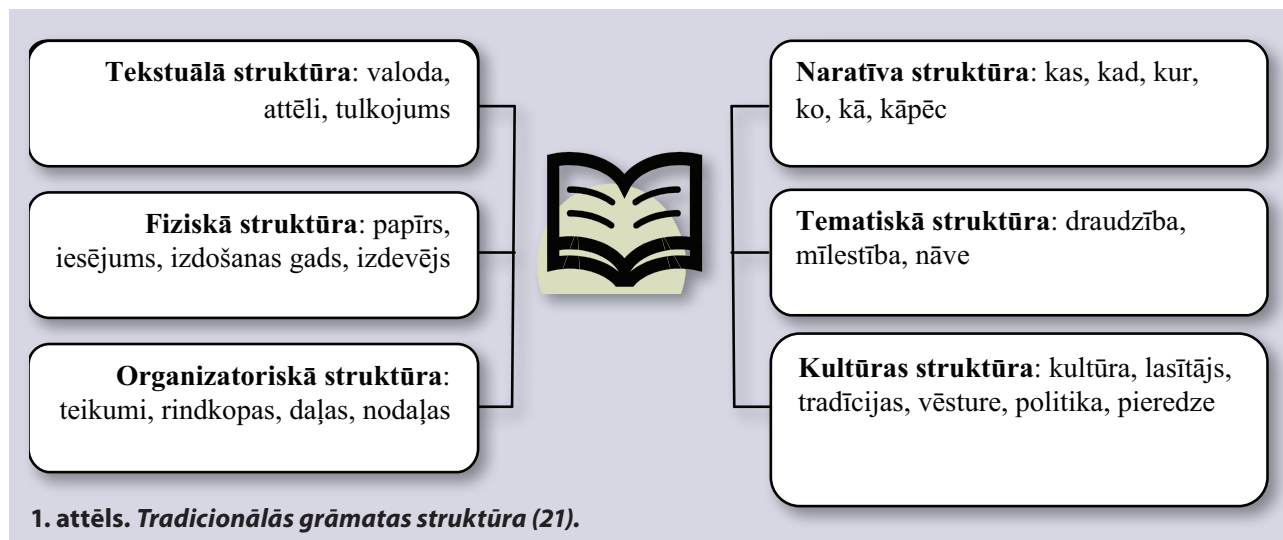 Tekstuālā struktūra: valoda,
attēli, tulkojums
Fiziskā struktūra: papīrs,
iesējums, izdošanas gads, izdevējs
Organizatoriskā struktūra:
teikumi, rindkopas, daļas, nodaļas
Naratīva struktūra: kas, kad, kur,
ko, kā, kāpēc
Tematiskā struktūra: draudzība,
mīlestība, nāve
Kultūras struktūra: kultūra, lasītājs,
tradīcijas, vēsture, politika, pieredze
1. attēls. Tradicionālās grāmatas struktūra (21).